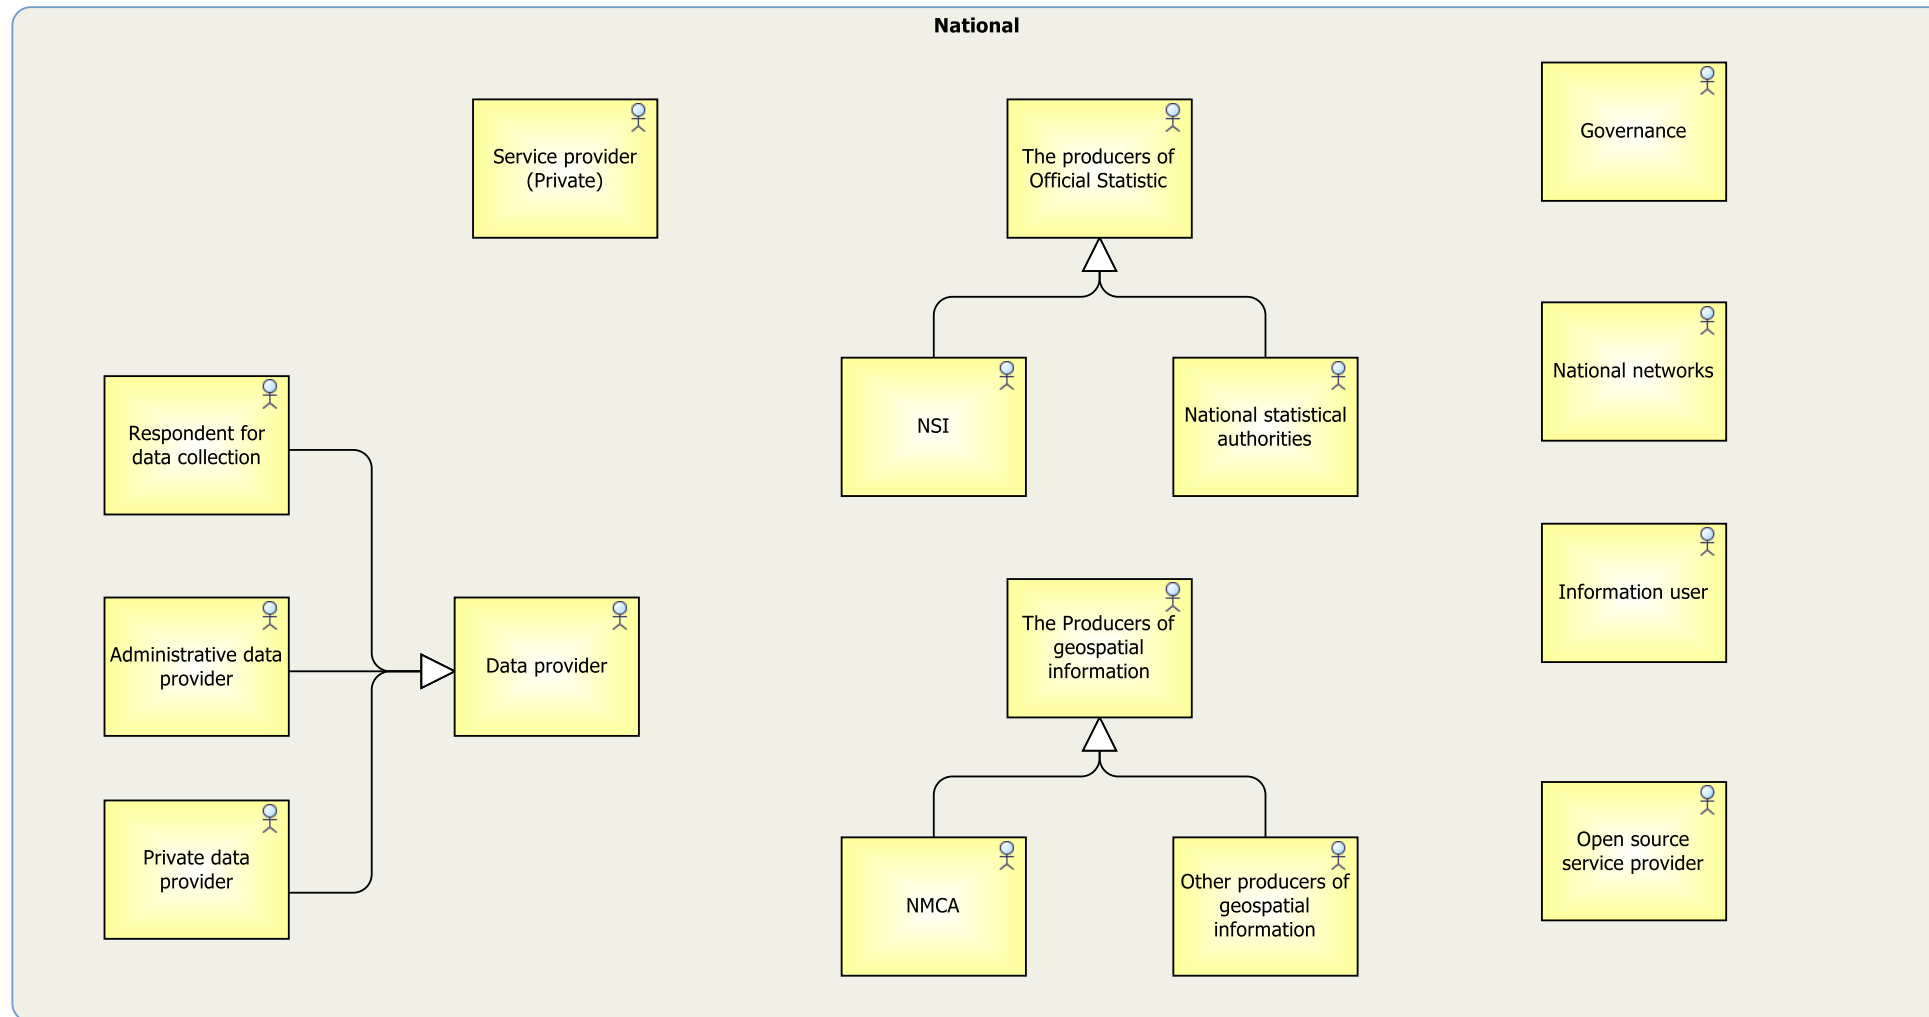 National
Service provider
(Private)
The producers of
Official Statistic
Governance
NSI
National statistical
authorities
National networks
Respondent for
data collection
Administrative data
provider
Data provider
Private data
provider
The Producers of
geospatial
information
Information user
NMCA
Other producers of
geospatial
information
Open source
service provider